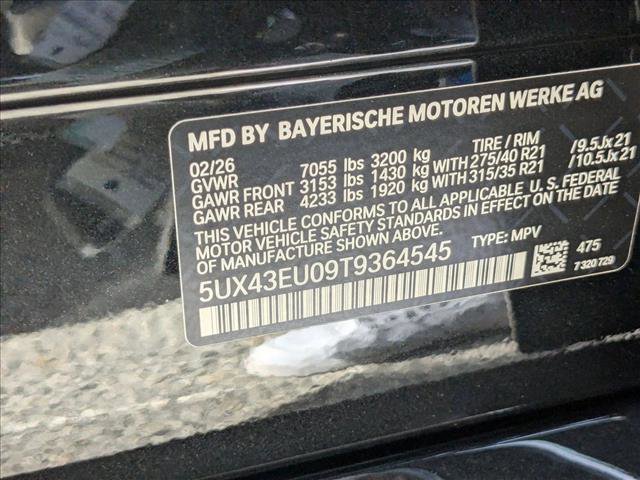 MFD BY BAYERISCHE MOTOREN WERKE AG
02/26
GVWR 7055 lbs 3200 kg TIRE / RIM
GAWR FRONT 3153 lbs 1430 kg WITH 275/40 R21 /9.5Jx21
GAWR REAR 4233 lbs 1920 kg WITH 315/35 R21 /10.5Jx21
THIS VEHICLE CONFORMS TO ALL APPLICABLE U.S. FEDERAL
MOTOR VEHICLE SAFETY STANDARDS IN EFFECT ON THE DATE
OF MANUFACTURE SHOWN ABOVE.
5UX43EU09T9364545 TYPE: MPV 475
7 320 729